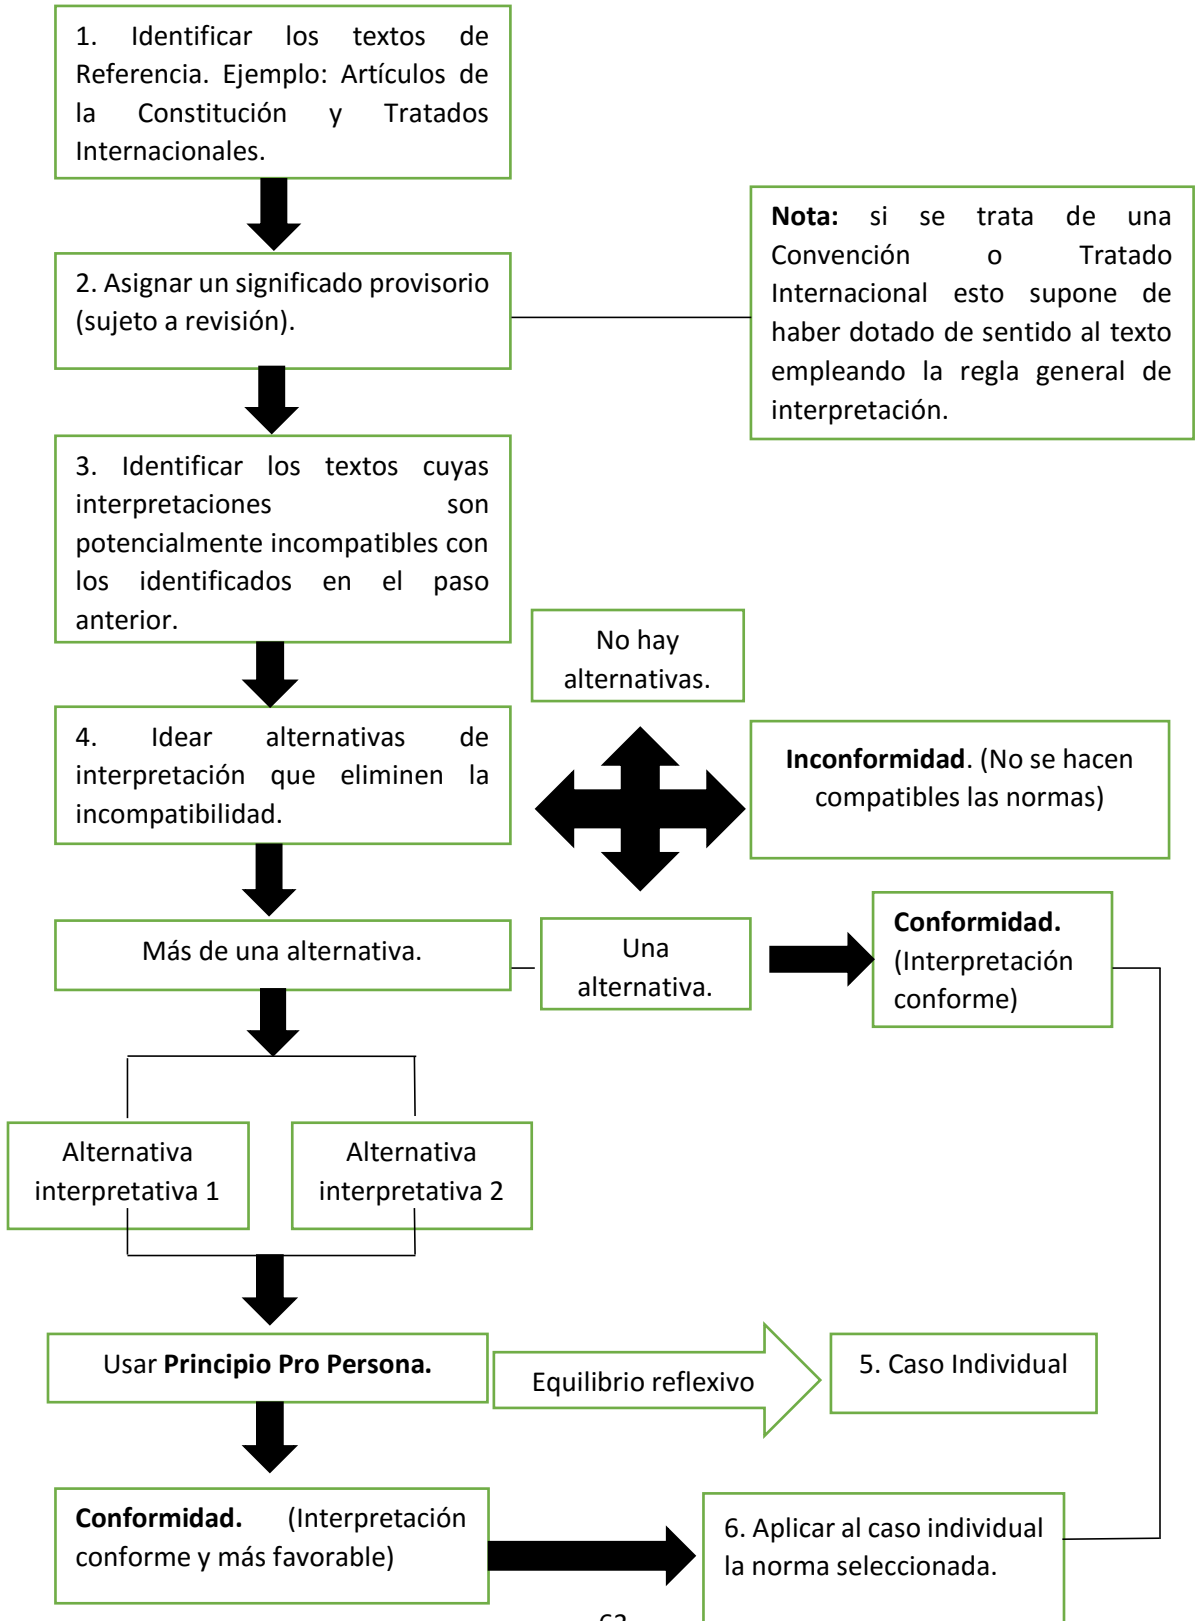 1. Identificar los textos de
Referencia. Ejemplo: Artículos de
la Constitución y Tratados
Internacionales.
Nota: si se trata de una
Convención o Tratado
Internacional esto supone de
haber dotado de sentido al texto
empleando la regla general de
interpretación.
2. Asignar un significado provisorio
(sujeto a revisión).
3. Identificar los textos cuyas
interpretaciones son
potencialmente incompatibles con
los identificados en el paso
anterior.
No hay
alternativas.
4. Idear alternativas de
interpretación que eliminen la
incompatibilidad.
Inconformidad. (No se hacen
compatibles las normas)
Más de una alternativa.
Una
alternativa.
Conformidad.
(Interpretación
conforme)
Alternativa
interpretativa 1
Alternativa
interpretativa 2
Usar Principio Pro Persona.
Equilibrio reflexivo
5. Caso Individual
Conformidad. (Interpretación
conforme y más favorable)
6. Aplicar al caso individual
la norma seleccionada.